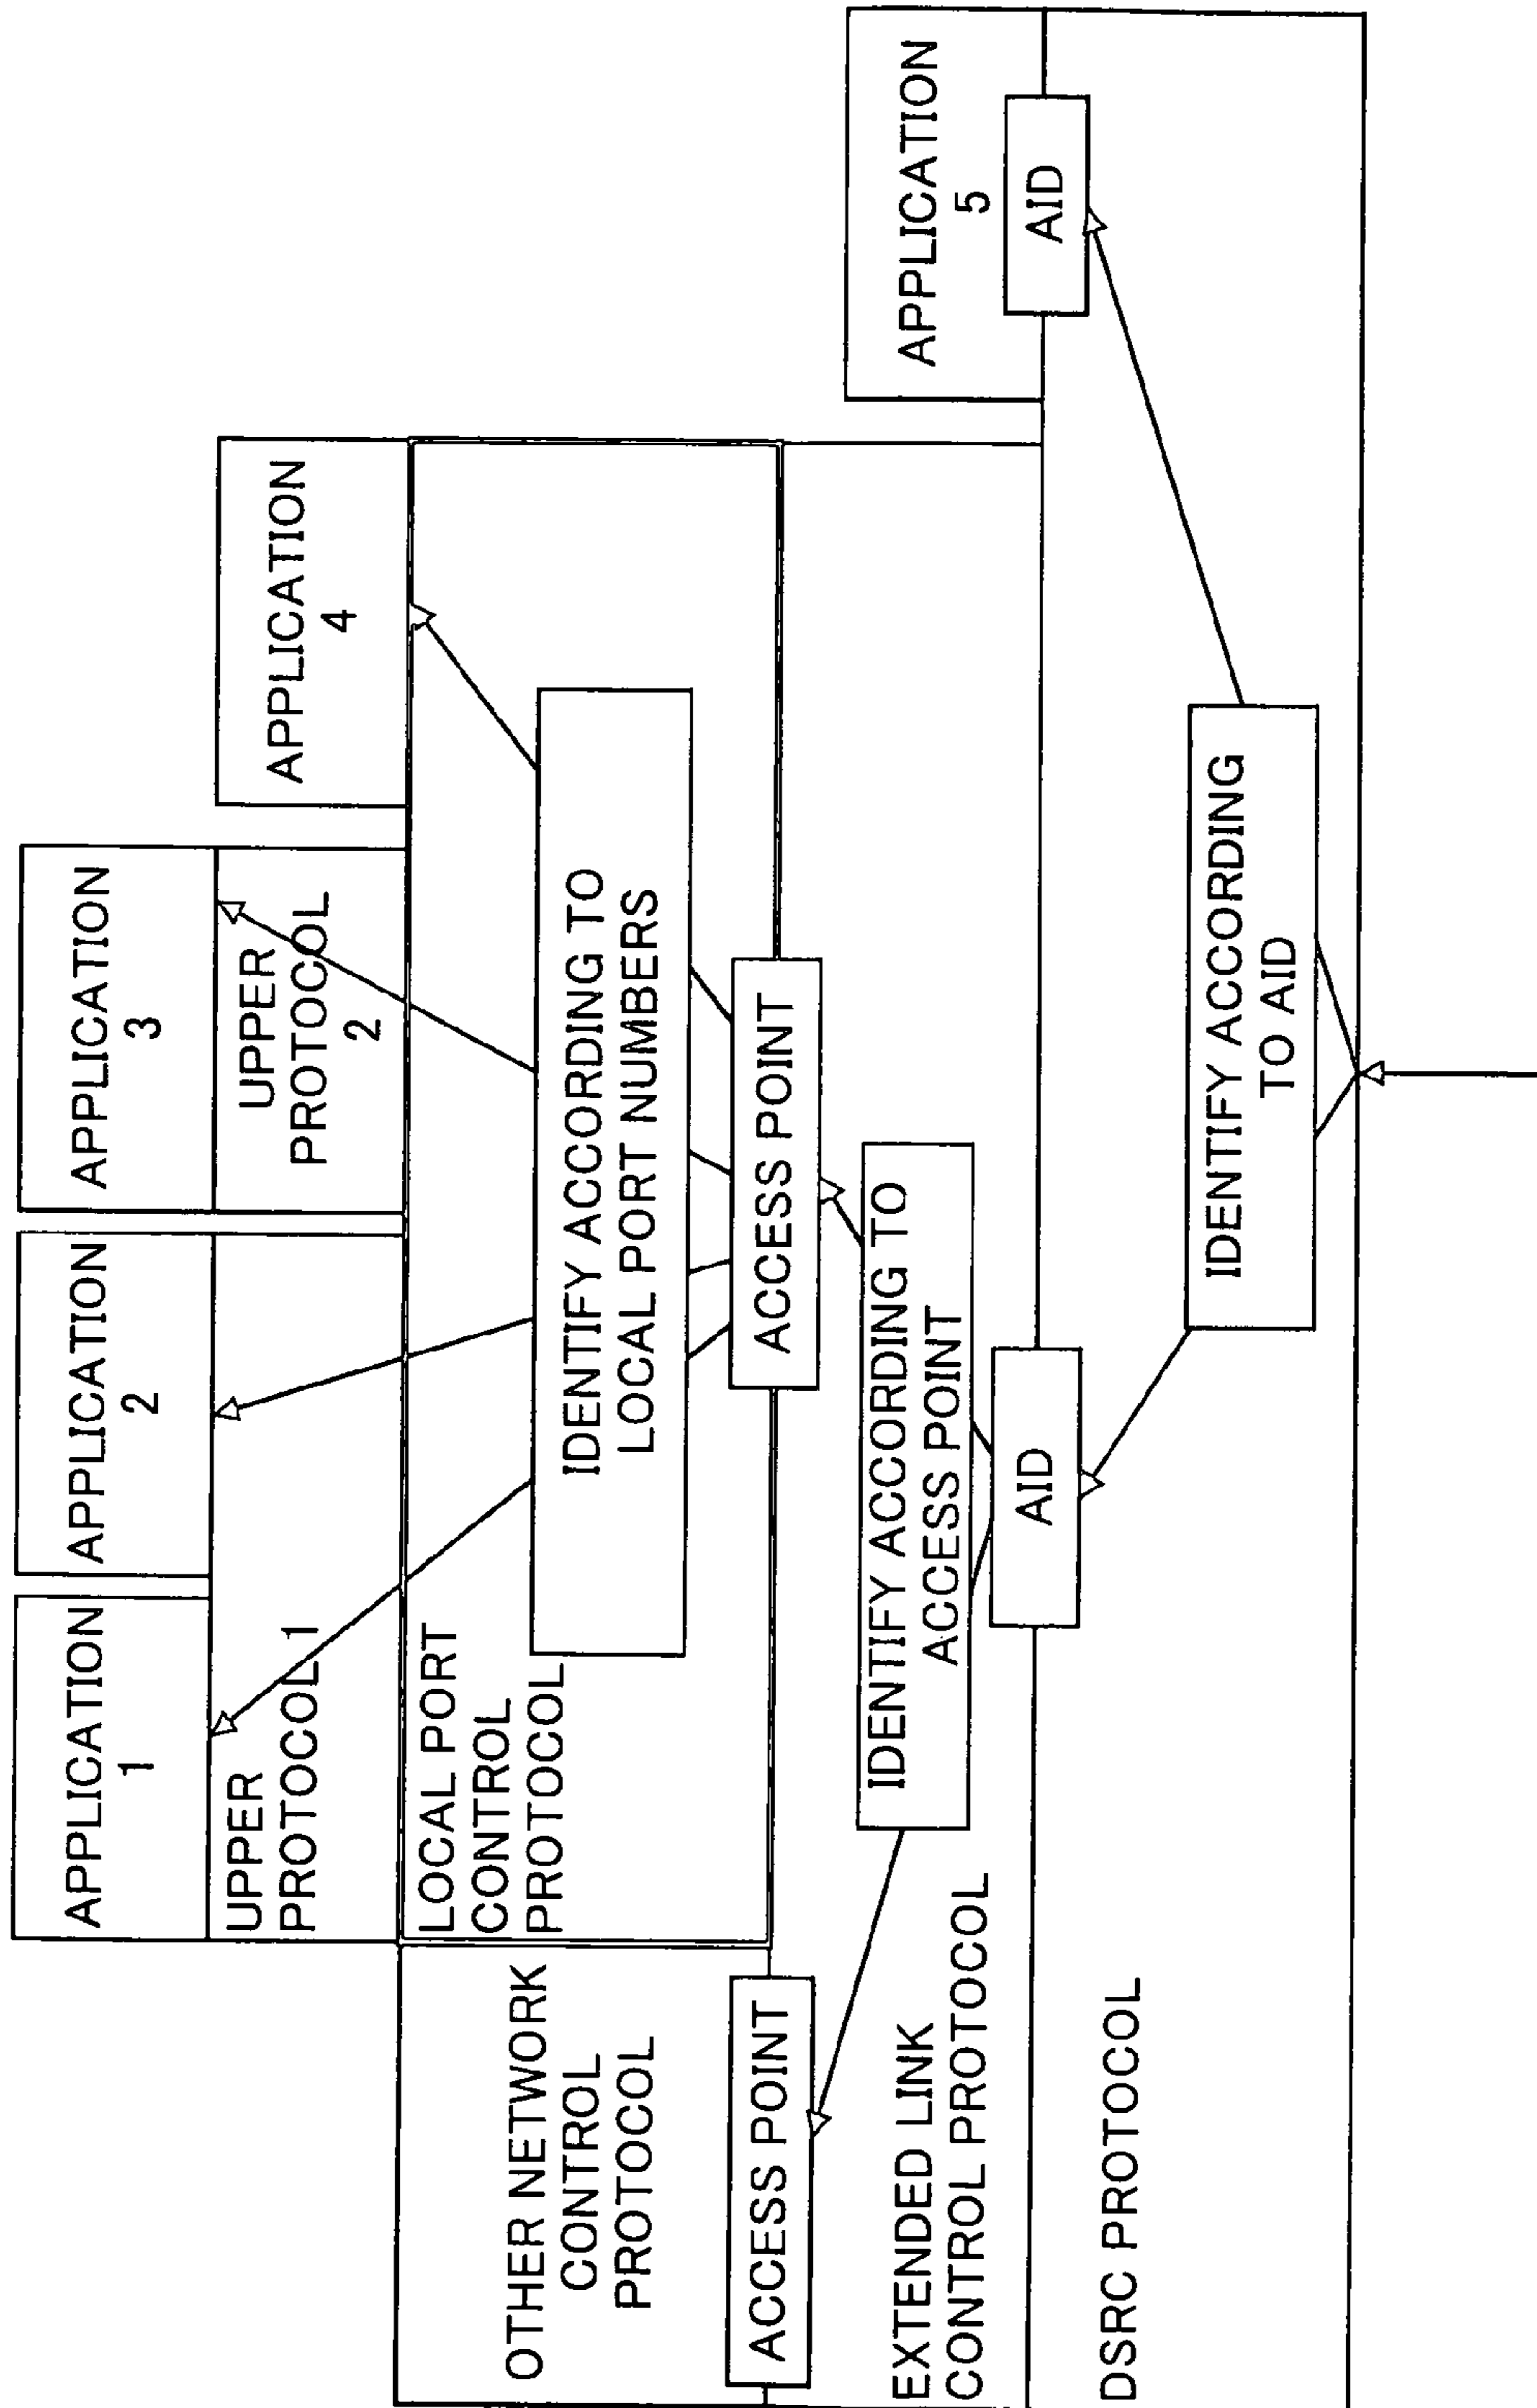 APPLICATION
1
APPLICATION
2
APPLICATION
3
UPPER
PROTOCOL 1
UPPER
PROTOCOL
2
APPLICATION
4
OTHER NETWORK
CONTROL
PROTOCOL
LOCAL PORT
CONTROL
PROTOCOL
IDENTIFY ACCORDING TO
LOCAL PORT NUMBERS
ACCESS POINT
ACCESS POINT
APPLICATION
5
EXTENDED LINK
CONTROL PROTOCOL
IDENTIFY ACCORDING TO
ACCESS POINT
AID
AID
DSRC PROTOCOL
IDENTIFY ACCORDING
TO AID